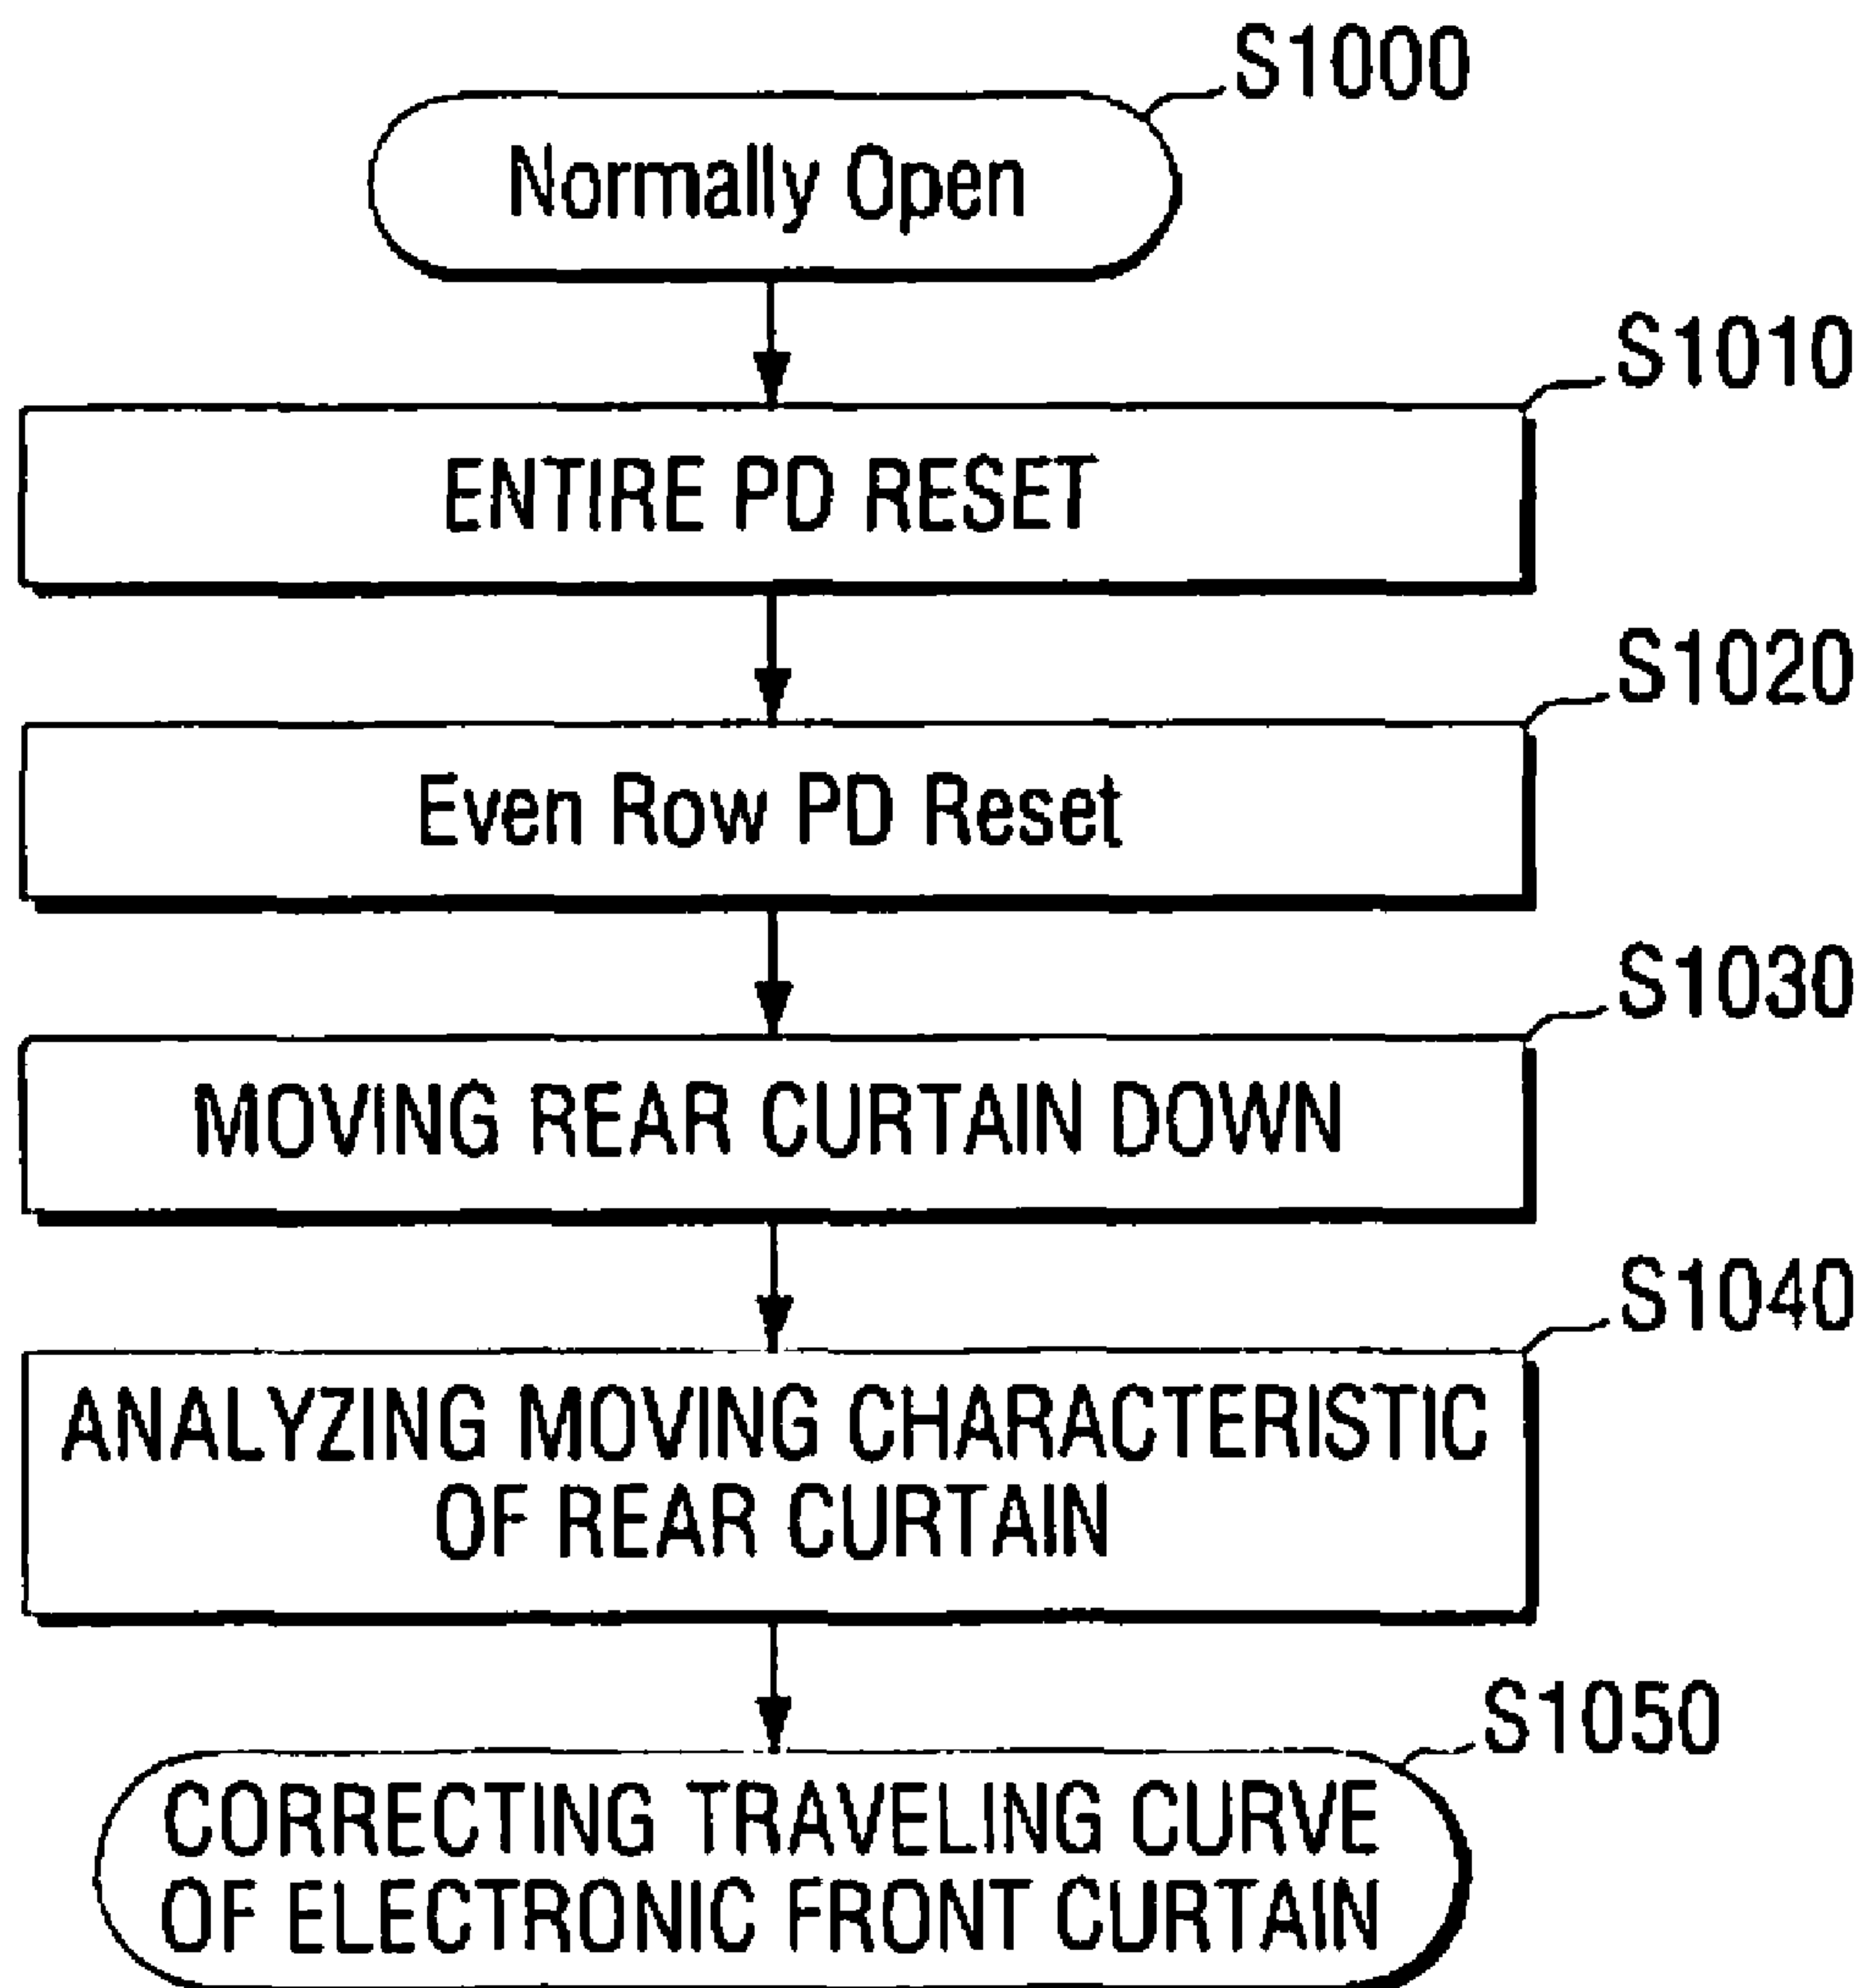 S1000
Normally Open
S1010
ENTIRE PD RESET
S1020
Even Row PD Reset
S1030
MOVING REAR CURTAIN DOWN
S1040
ANALYZING MOVING CHARACTERISTIC
OF REAR CURTAIN
S1050
CORRECTING TRAVELING CURVE
OF ELECTRONIC FRONT CURTAIN